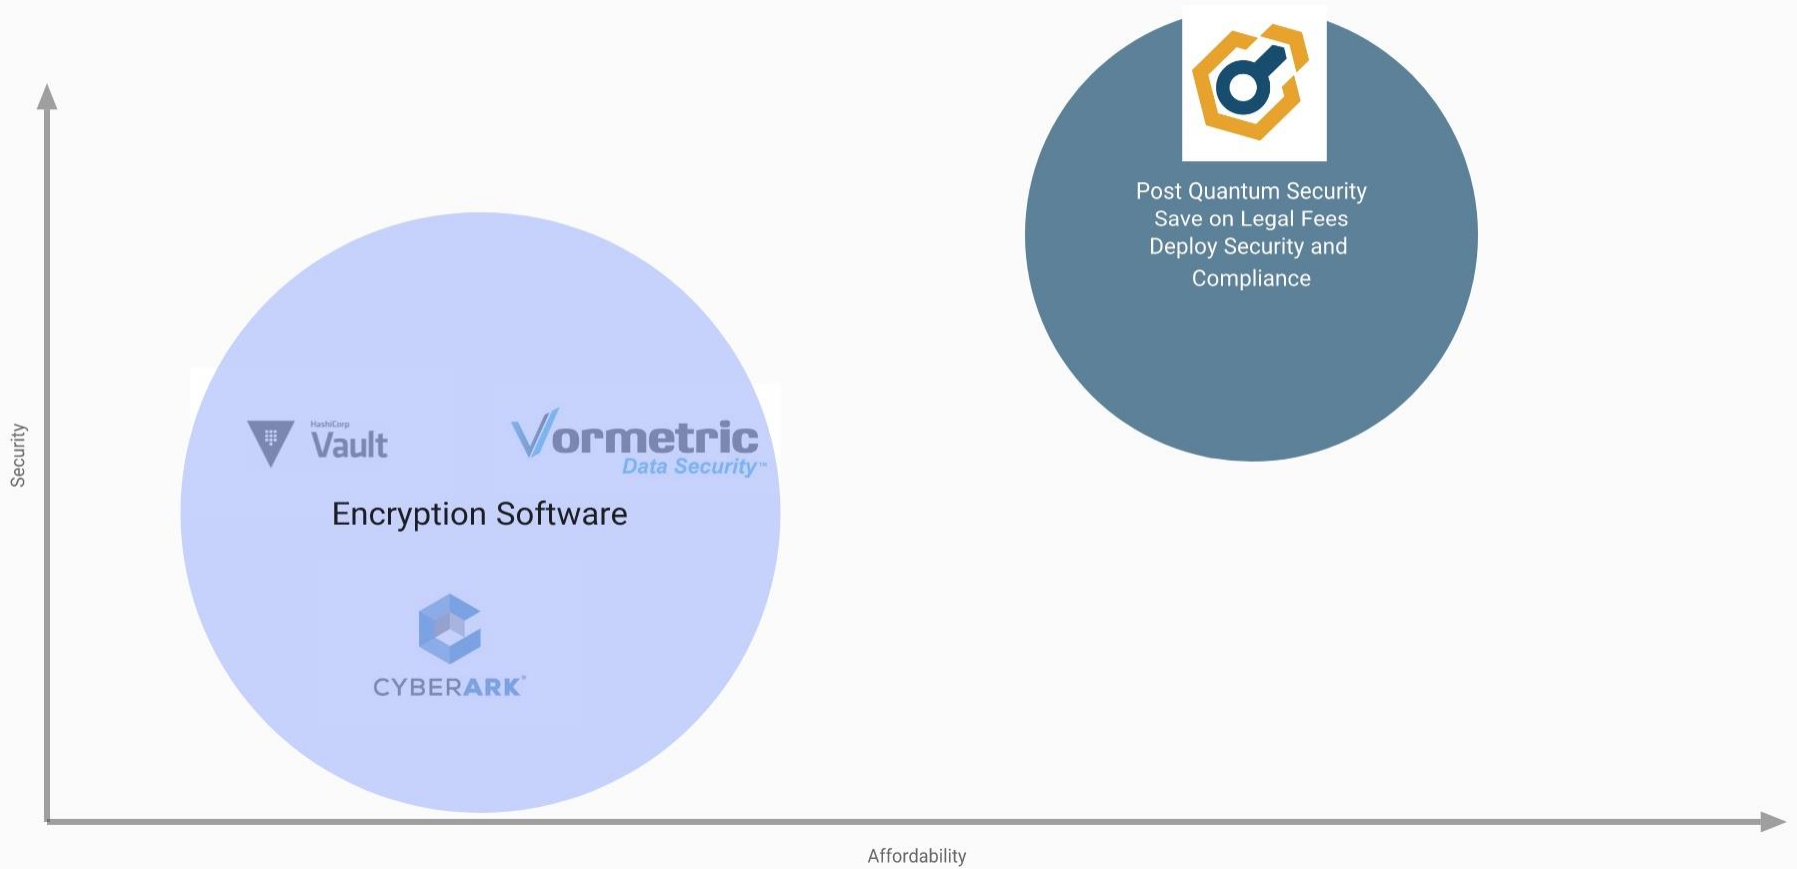 Post Quantum Security
Save on Legal Fees
Deploy Security and
Compliance
HashiCorp
Vault
Vormetric
Data Security™
Encryption Software
CYBERARK®
Security
Affordability